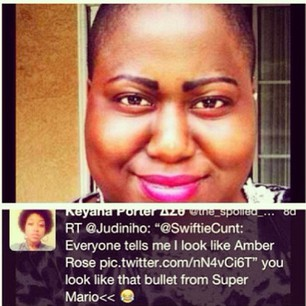 Keyana Porter ΔΣΘ @the_spoiled_... 8d
RT @Judiniho: "@SwiftieCunt:
Everyone tells me I look like Amber
Rose pic.twitter.com/nN4vCi6T" you
look like that bullet from Super
Mario<< 😂